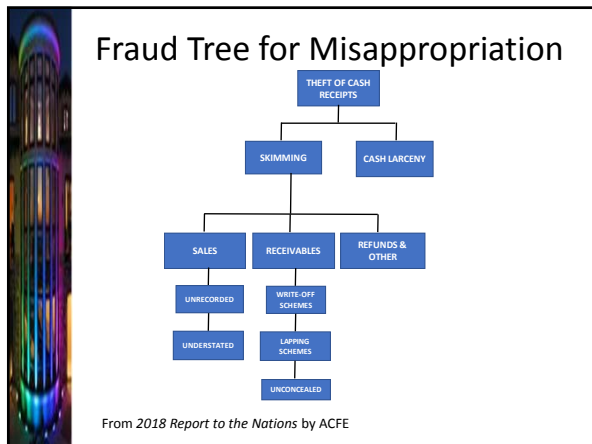 Fraud Tree for Misappropriation
THEFT OF CASH
RECEIPTS
SKIMMING
CASH LARCENY
SALES
RECEIVABLES
REFUNDS &
OTHER
UNRECORDED
WRITE-OFF
SCHEMES
UNDERSTATED
LAPPING
SCHEMES
UNCONCEALED
From 2018 Report to the Nations by ACFE